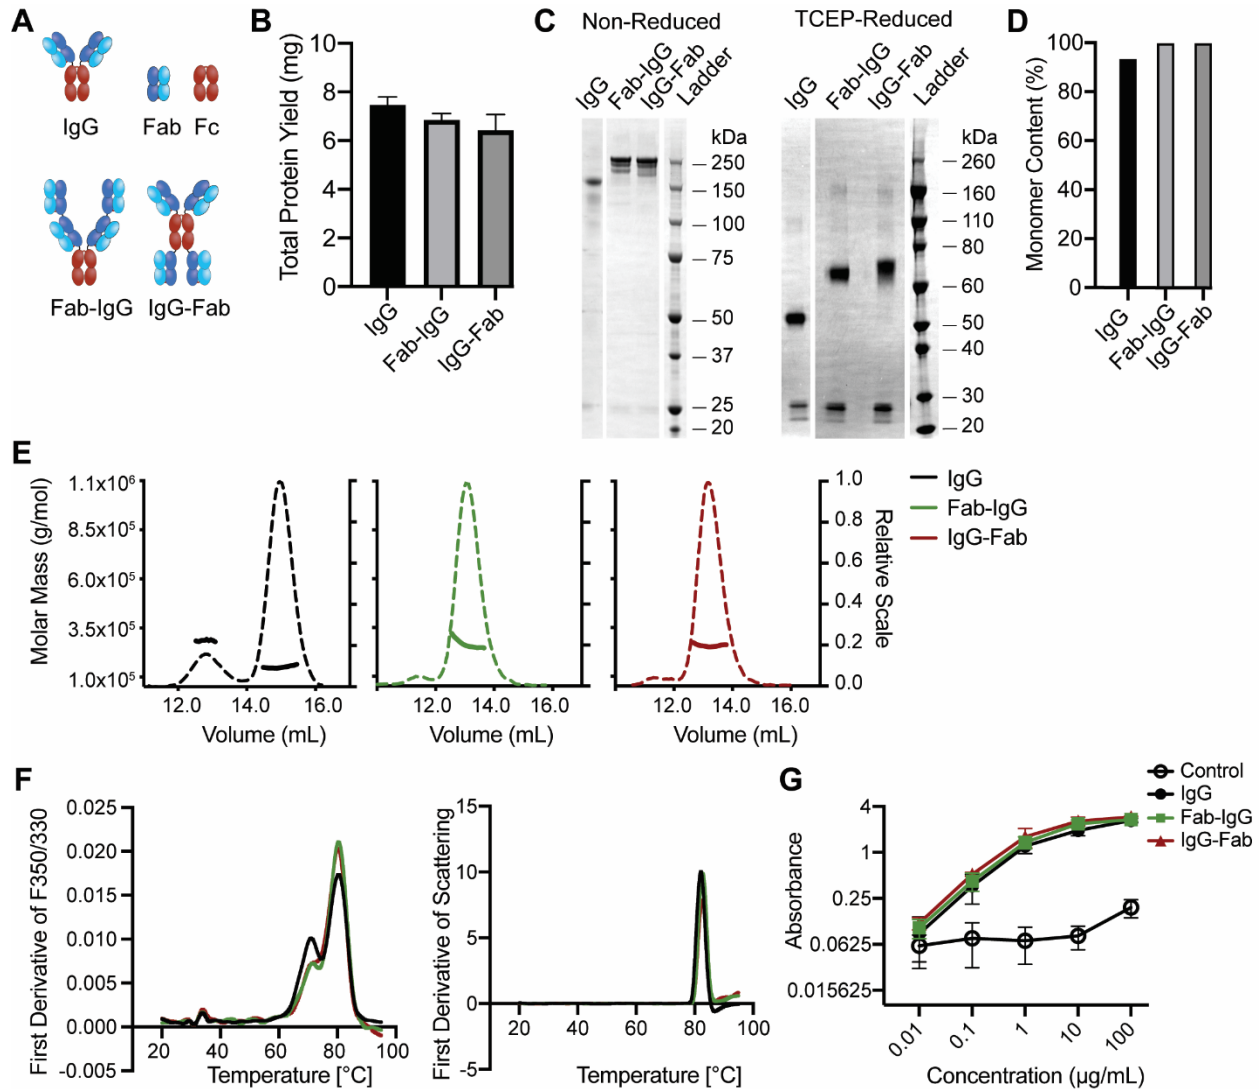 A
IgG
Fab
Fc
Fab-IgG
IgG-Fab
B
Total Protein Yield (mg)
10
8
6
4
2
0
IgG
Fab-IgG
IgG-Fab
C
Non-Reduced
IgG
Fab-IgG
IgG-Fab
Ladder
kDa
250
150
100
75
50
37
25
20
TCEP-Reduced
IgG
Fab-IgG
IgG-Fab
Ladder
kDa
260
160
110
80
60
50
40
30
20
D
Monomer Content (%)
100
80
60
40
20
0
IgG
Fab-IgG
IgG-Fab
E
Molar Mass (g/mol)
1.1x10⁶
8.5x10⁵
6.0x10⁵
3.5x10⁵
1.0x10⁵
12.0 14.0 16.0
Volume (mL)
12.0 14.0 16.0
Volume (mL)
12.0 14.0 16.0
Volume (mL)
1.0
0.8
0.6
0.4
0.2
0.0
Relative Scale
IgG
Fab-IgG
IgG-Fab
F
First Derivative of F350/330
0.025
0.020
0.015
0.010
0.005
0.000
-0.005
20 40 60 80 100
Temperature [°C]
First Derivative of Scattering
15
10
5
0
-5
20 40 60 80 100
Temperature [°C]
G
Control
IgG
Fab-IgG
IgG-Fab
Absorbance
4
1
0.25
0.0625
0.015625
0.01 0.1 1 10 100
Concentration (µg/mL)